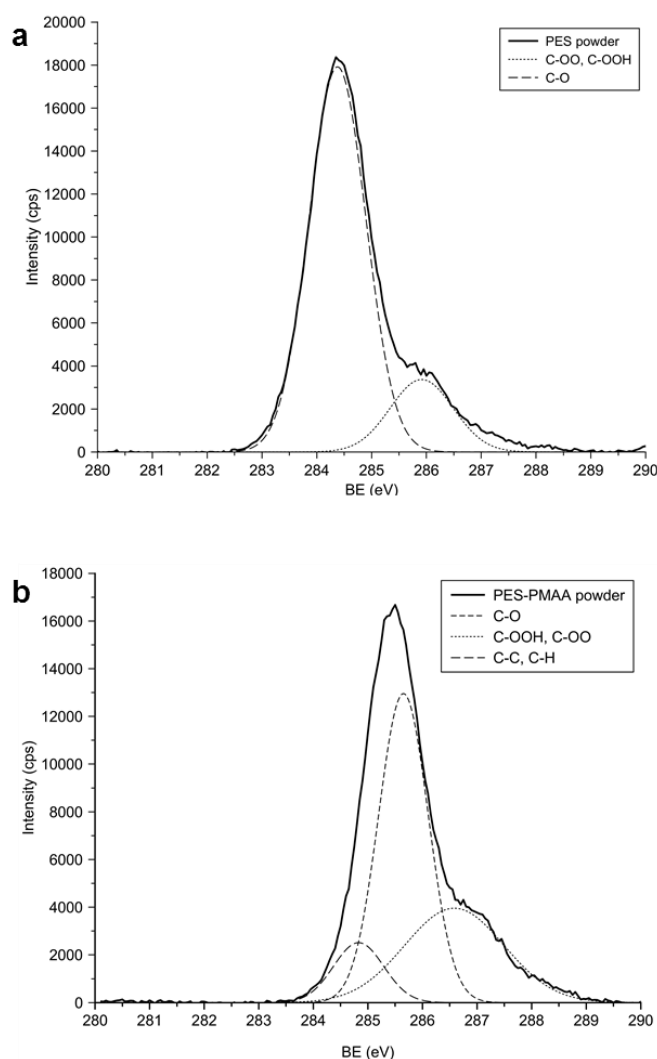 a
20000
18000
16000
14000
12000
10000
8000
6000
4000
2000
0
Intensity (cps)
PES powder
C-OO, C-OOH
C-O
280 281 282 283 284 285 286 287 288 289 290
BE (eV)
b
18000
16000
14000
12000
10000
8000
6000
4000
2000
0
Intensity (cps)
PES-PMAA powder
C-O
C-OOH, C-OO
C-C, C-H
280 281 282 283 284 285 286 287 288 289 290
BE (eV)